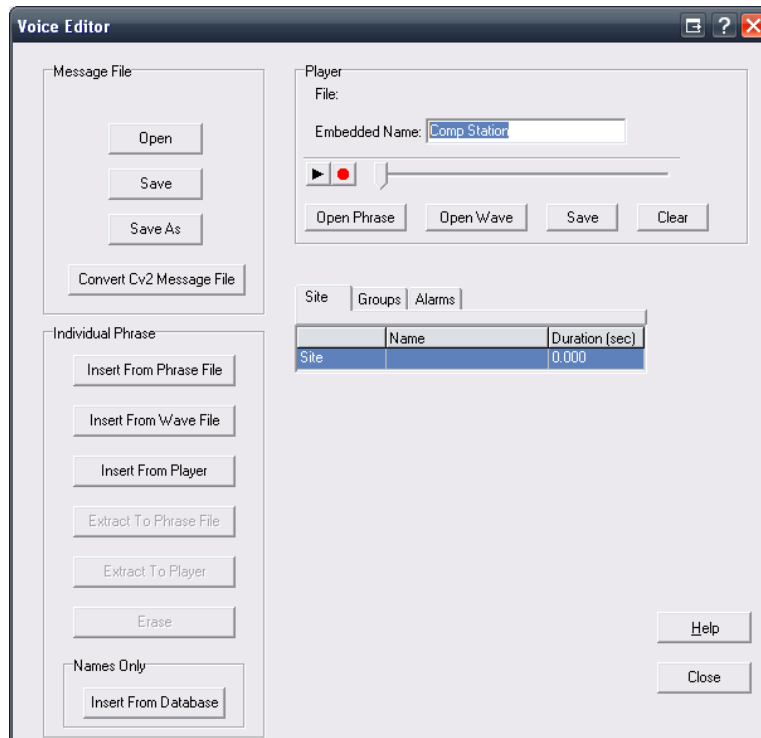 Voice Editor
?
Message File
Open
Save
Save As
Convert Cv2 Message File
Individual Phrase
Insert From Phrase File
Insert From Wave File
Insert From Player
Extract To Phrase File
Extract To Player
Erase
Names Only
Insert From Database
Player
File:
Embedded Name: Comp Station
Open Phrase Open Wave Save Clear
Site Groups Alarms
Name Duration (sec)
Site 0.000
Help
Close